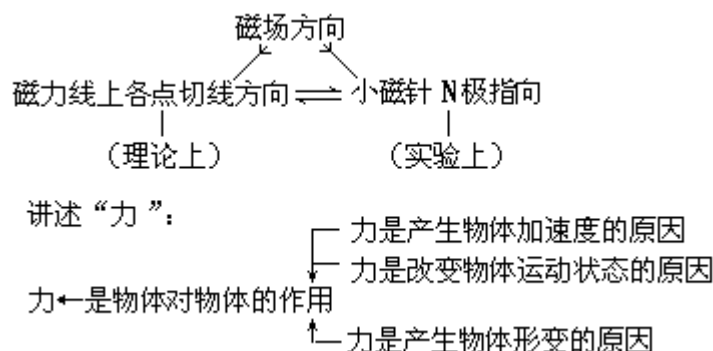 磁场方向
磁力线上各点切线方向 小磁针 N极指向
（理论上） （实验上）
讲述“力 ”：
力是产生物体加速度的原因
力是改变物体运动状态的原因
力←是物体对物体的作用
力是产生物体形变的原因